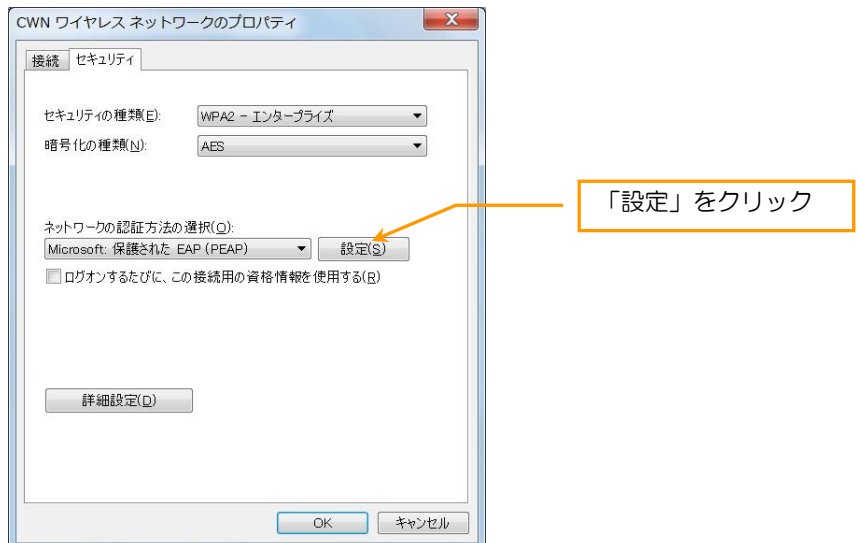 CWN ワイヤレス ネットワークのプロパティ
接続 セキュリティ
セキュリティの種類(E): WPA2 - エンタープライズ
暗号化の種類(N): AES
ネットワークの認証方法の選択(O):
Microsoft: 保護された EAP (PEAP) 設定(S)
ログオンするたびに、この接続用の資格情報を使用する(R)
詳細設定(D)
OK キャンセル
「設定」をクリック